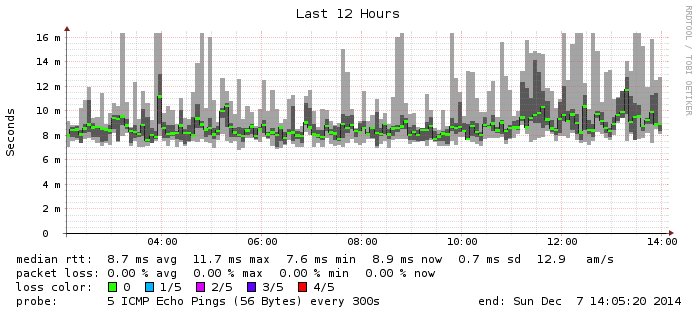 Last 12 Hours
RRDTOOL / TOBI OETIKER
Seconds
16 m
14 m
12 m
10 m
8 m
6 m
4 m
2 m
0
04:00 06:00 08:00 10:00 12:00 14:00
median rtt: 8.7 ms avg 11.7 ms max 7.6 ms min 8.9 ms now 0.7 ms sd 12.9 am/s
packet loss: 0.00 % avg 0.00 % max 0.00 % min 0.00 % now
loss color: 0 1/5 2/5 3/5 4/5
probe: 5 ICMP Echo Pings (56 Bytes) every 300s end: Sun Dec 7 14:05:20 2014